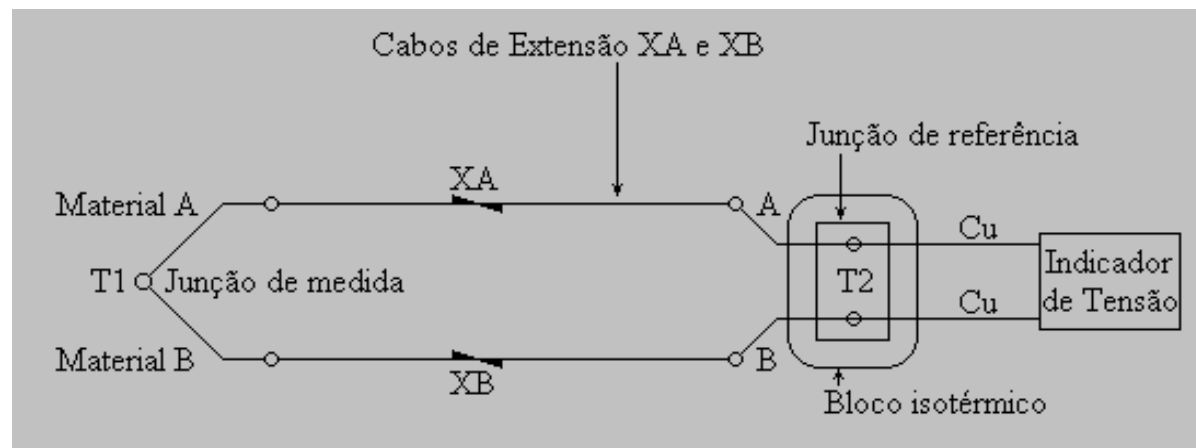 Cabos de Extensão XA e XB
Junção de referência
XA
Material A
A
Cu
T1
Junção de medida
T2
Indicador
de Tensão
Cu
Material B
B
XB
Bloco isotérmico